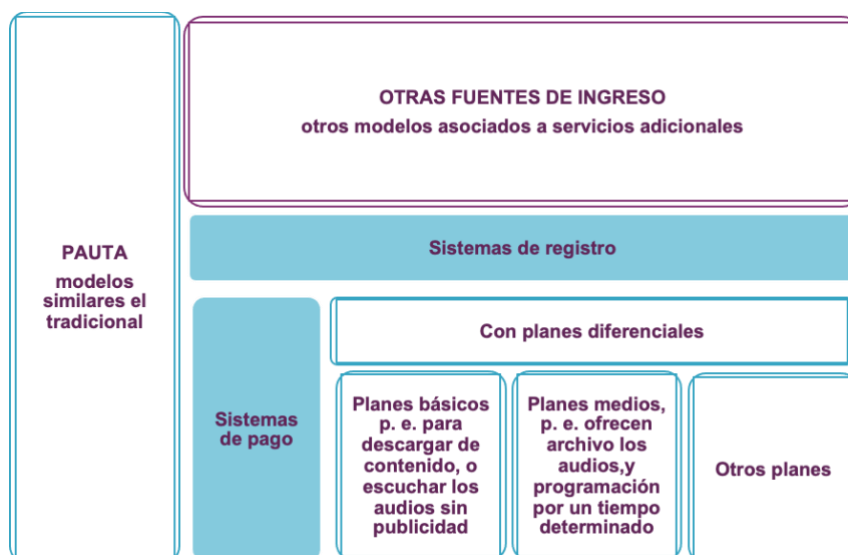 PAUTA
modelos
similares el
tradicional
OTRAS FUENTES DE INGRESO
otros modelos asociados a servicios adicionales
Sistemas de registro
Sistemas
de pago
Con planes diferenciales
Planes básicos
p. e. para
descargar de
contenido, o
escuchar los
audios sin
publicidad
Planes medios,
p. e. ofrecen
archivo los
audios,y
programación
por un tiempo
determinado
Otros planes